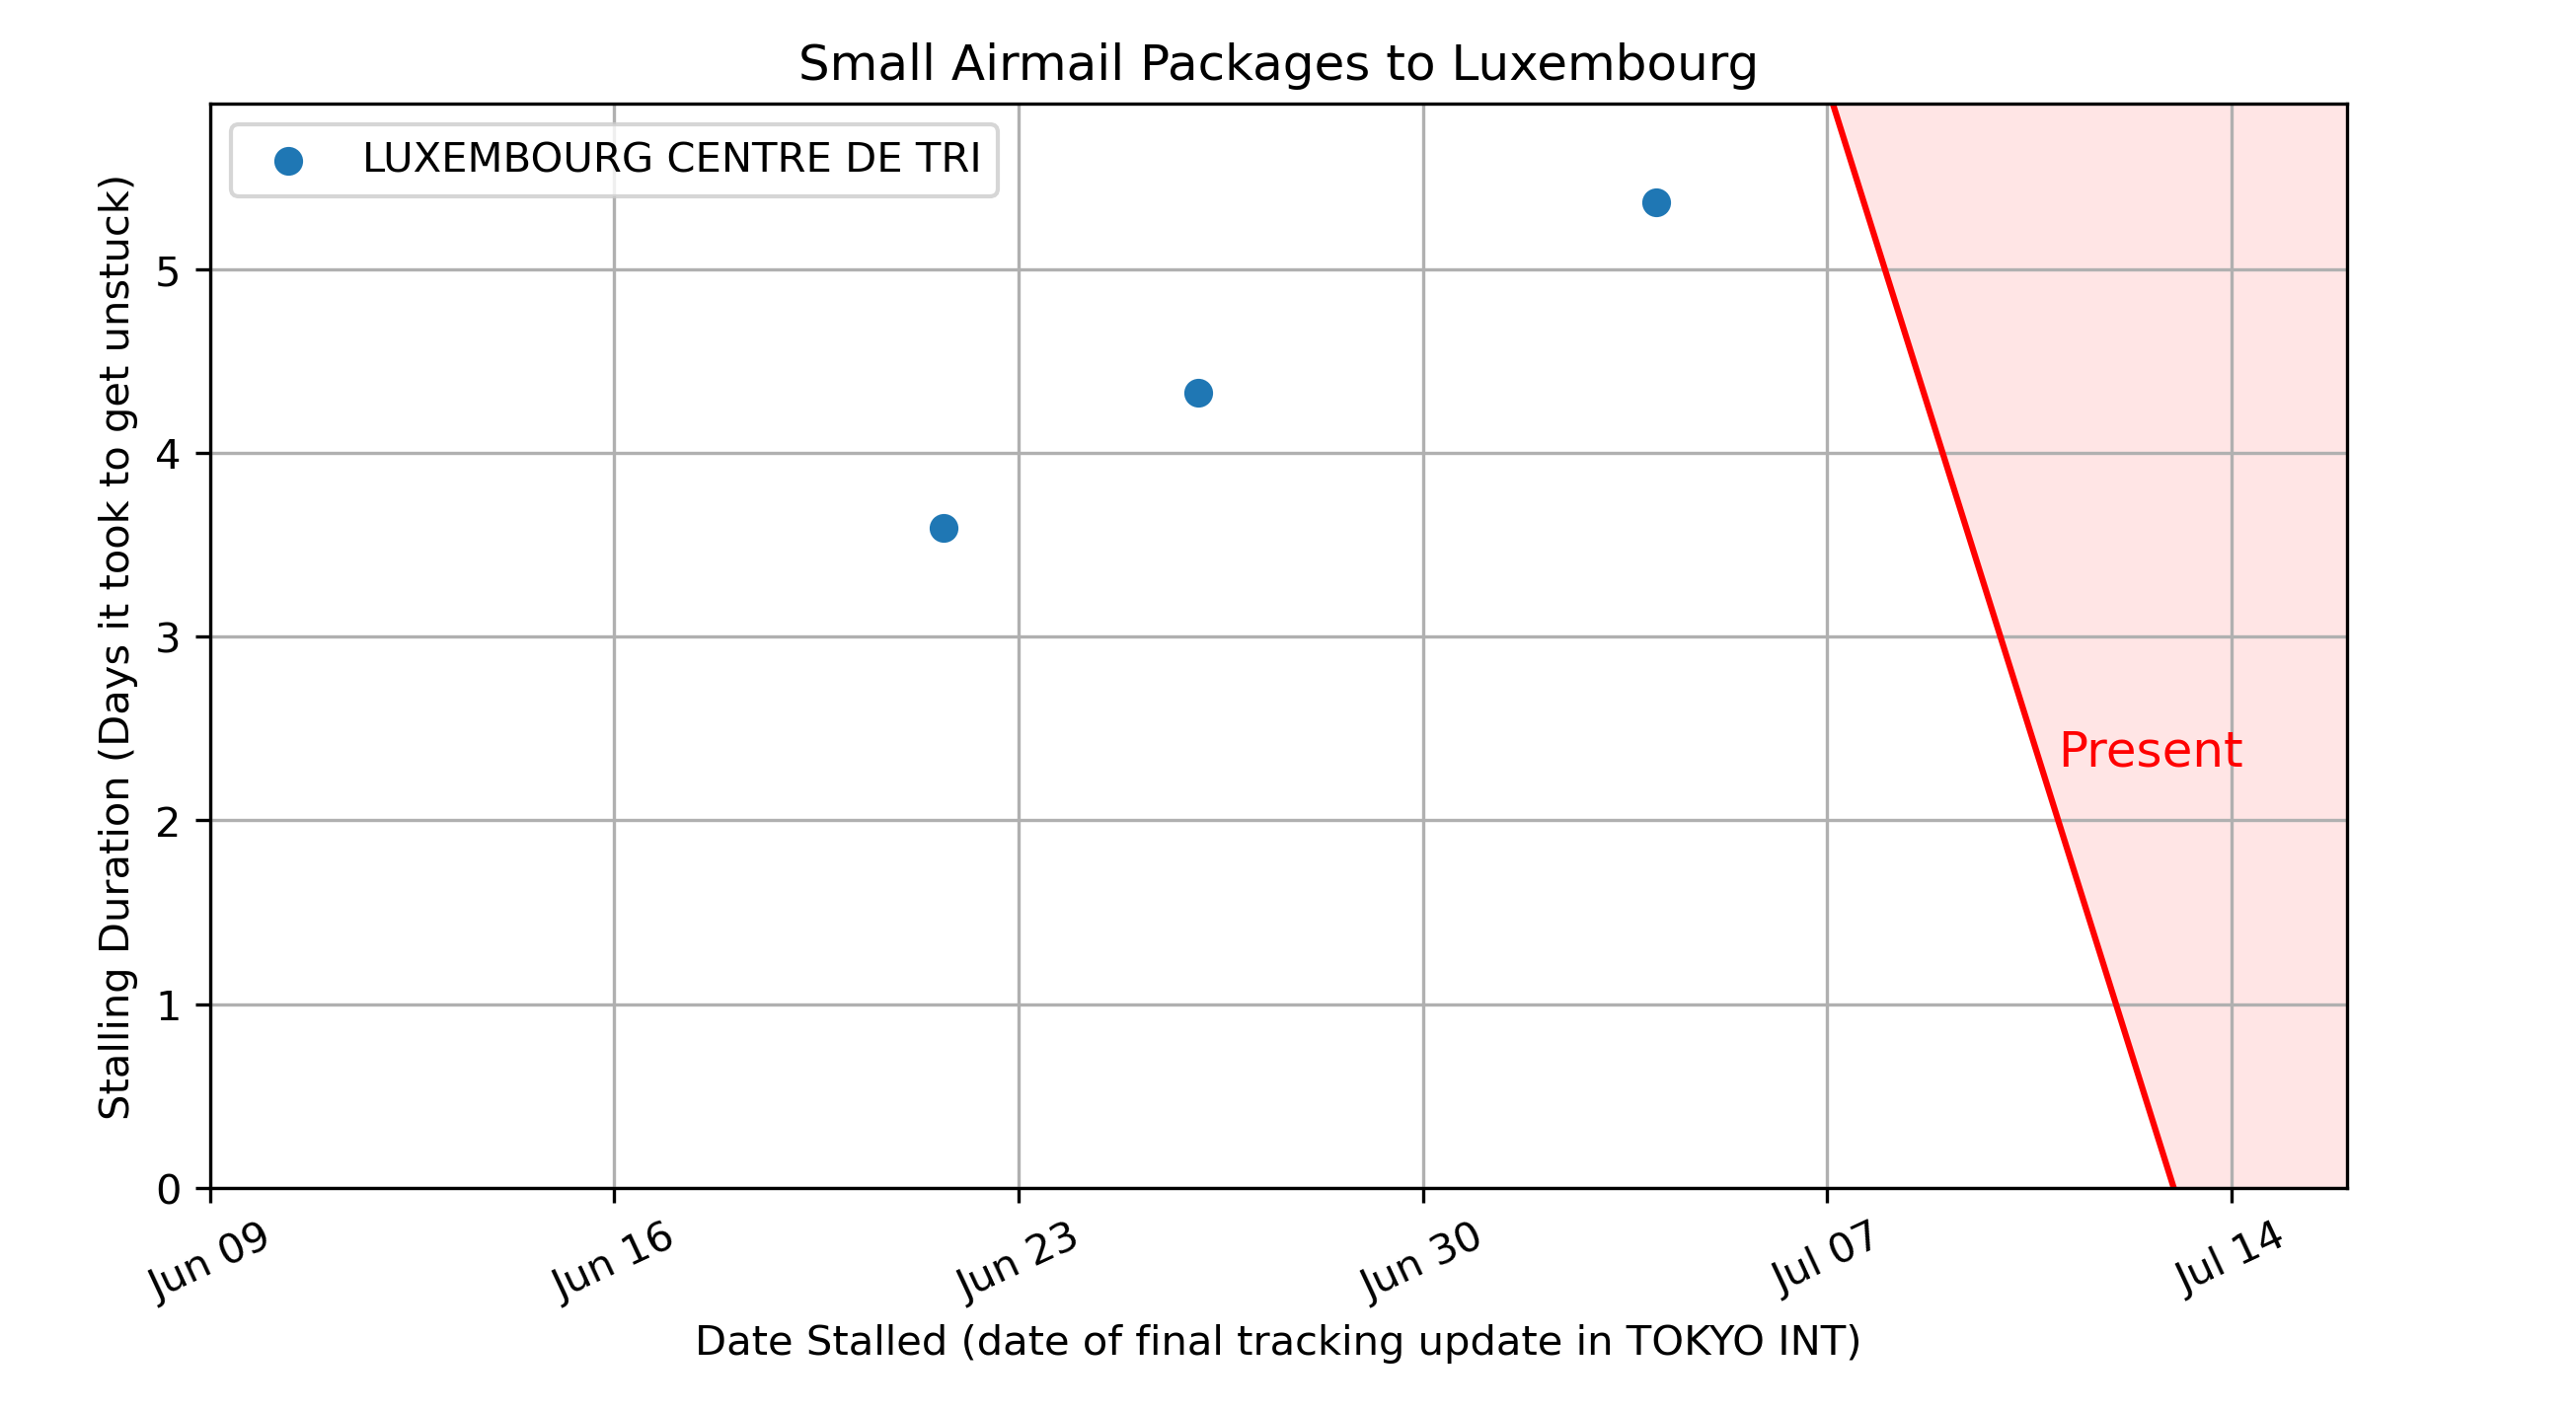 Small Airmail Packages to Luxembourg
LUXEMBOURG CENTRE DE TRI
Stalling Duration (Days it took to get unstuck)
5
4
3
2
1
0
Present
Jun 09
Jun 16
Jun 23
Jun 30
Jul 07
Jul 14
Date Stalled (date of final tracking update in TOKYO INT)